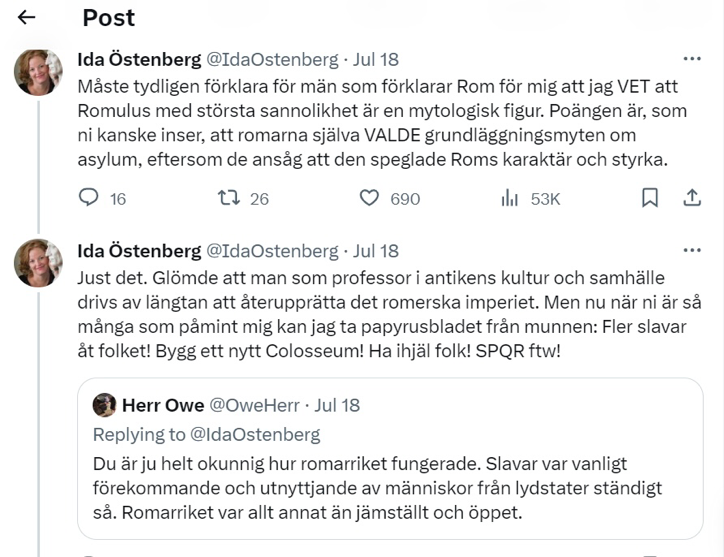 Post
Ida Östenberg @IdaOstenberg · Jul 18
Måste tydligen förklara för män som förklarar Rom för mig att jag VET att
Romulus med största sannolikhet är en mytologisk figur. Poängen är, som
ni kanske inser, att romarna själva VALDE grundläggningsmyten om
asylum, eftersom de ansåg att den speglade Roms karaktär och styrka.
16 26 690 53K
Ida Östenberg @IdaOstenberg · Jul 18
Just det. Glömde att man som professor i antikens kultur och samhälle
drivs av längtan att återupprätta det romerska imperiet. Men nu när ni är så
många som påmint mig kan jag ta papyrusbladet från munnen: Fler slavar
åt folket! Bygg ett nytt Colosseum! Ha ihjäl folk! SPQR ftw!
Herr Owe @OweHerr · Jul 18
Replying to @IdaOstenberg
Du är ju helt okunnig hur romarriket fungerade. Slavar var vanligt
förekommande och utnyttjande av människor från lydstater ständigt
så. Romarriket var allt annat än jämställt och öppet.